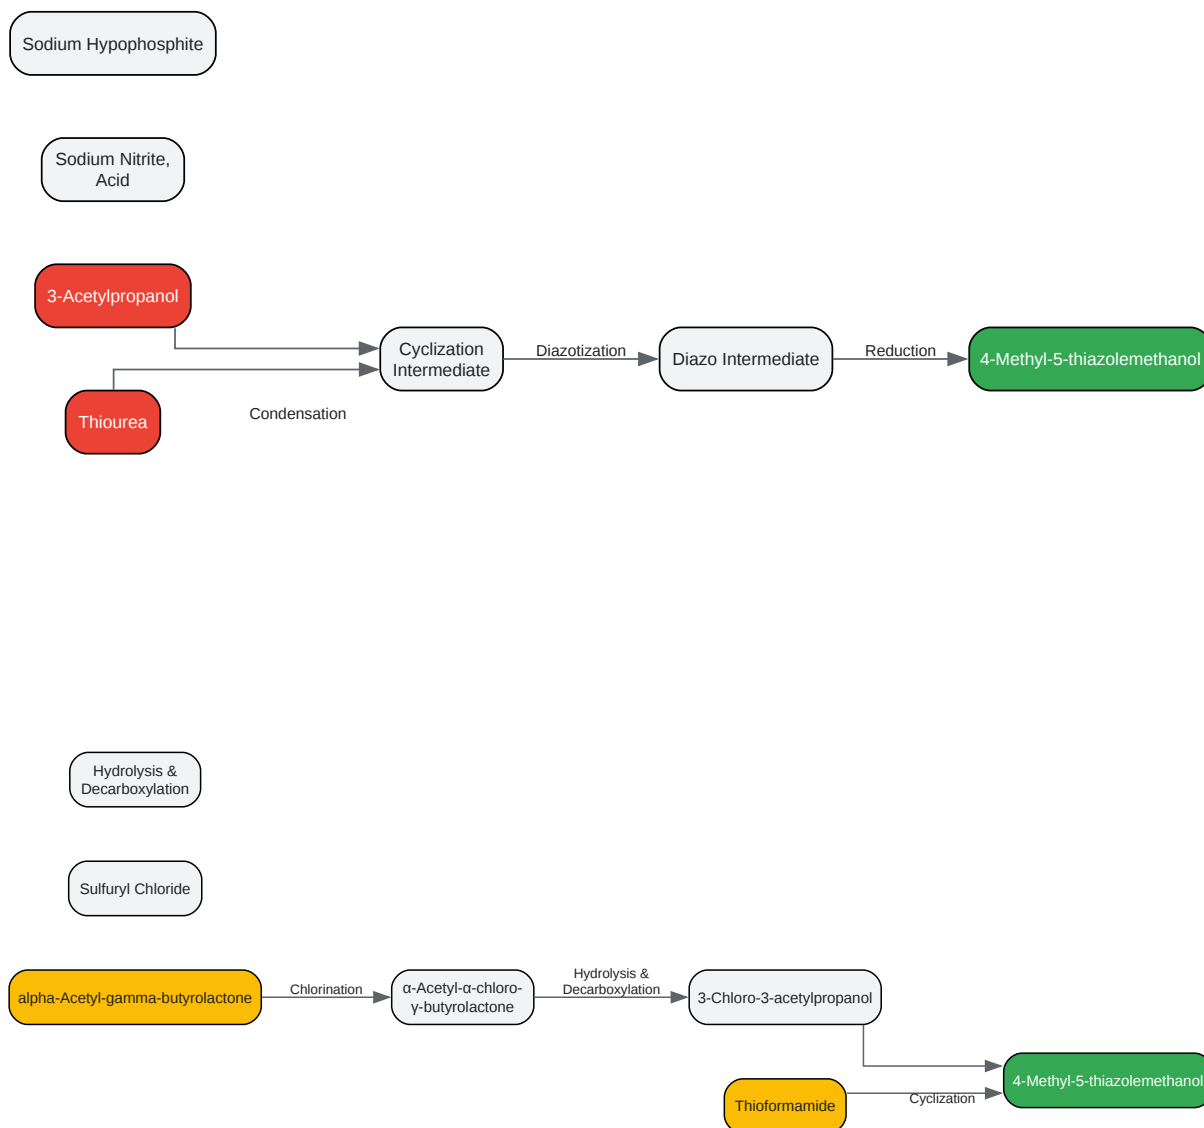 Sodium Hypophosphite
Sodium Nitrite,
Acid
3-Acetylpropanol
Cyclization
Intermediate
Diazotization
Diazo Intermediate
Reduction
4-Methyl-5-thiazolemethanol
Thiourea
Condensation
Hydrolysis &
Decarboxylation
Sulfuryl Chloride
alpha-Acetyl-gamma-butyrolactone
Chlorination
α-Acetyl-α-chloro-
γ-butyrolactone
Hydrolysis &
Decarboxylation
3-Chloro-3-acetylpropanol
Thioformamide
Cyclization
4-Methyl-5-thiazolemethanol